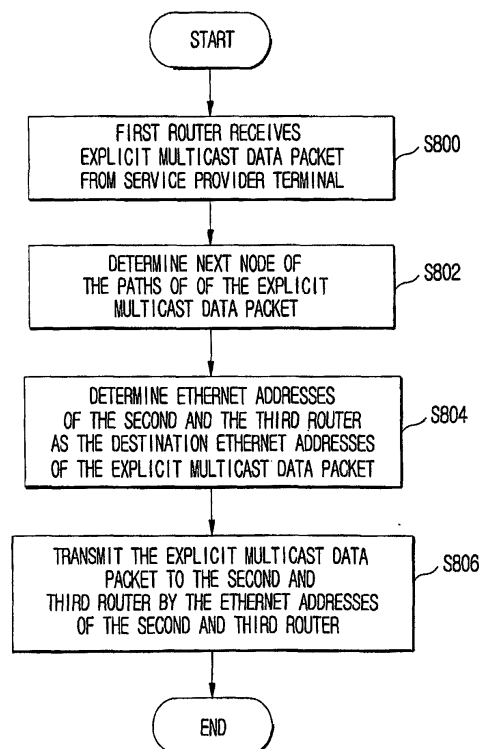 START
FIRST ROUTER RECEIVES
EXPLICIT MULTICAST DATA PACKET
FROM SERVICE PROVIDER TERMINAL
S800
DETERMINE NEXT NODE OF
THE PATHS OF OF THE EXPLICIT
MULTICAST DATA PACKET
S802
DETERMINE ETHERNET ADDRESSES
OF THE SECOND AND THE THIRD ROUTER
AS THE DESTINATION ETHERNET ADDRESSES
OF THE EXPLICIT MULTICAST DATA PACKET
S804
TRANSMIT THE EXPLICIT MULTICAST DATA
PACKET TO THE SECOND AND
THIRD ROUTER BY THE ETHERNET ADDRESSES
OF THE SECOND AND THIRD ROUTER
S806
END